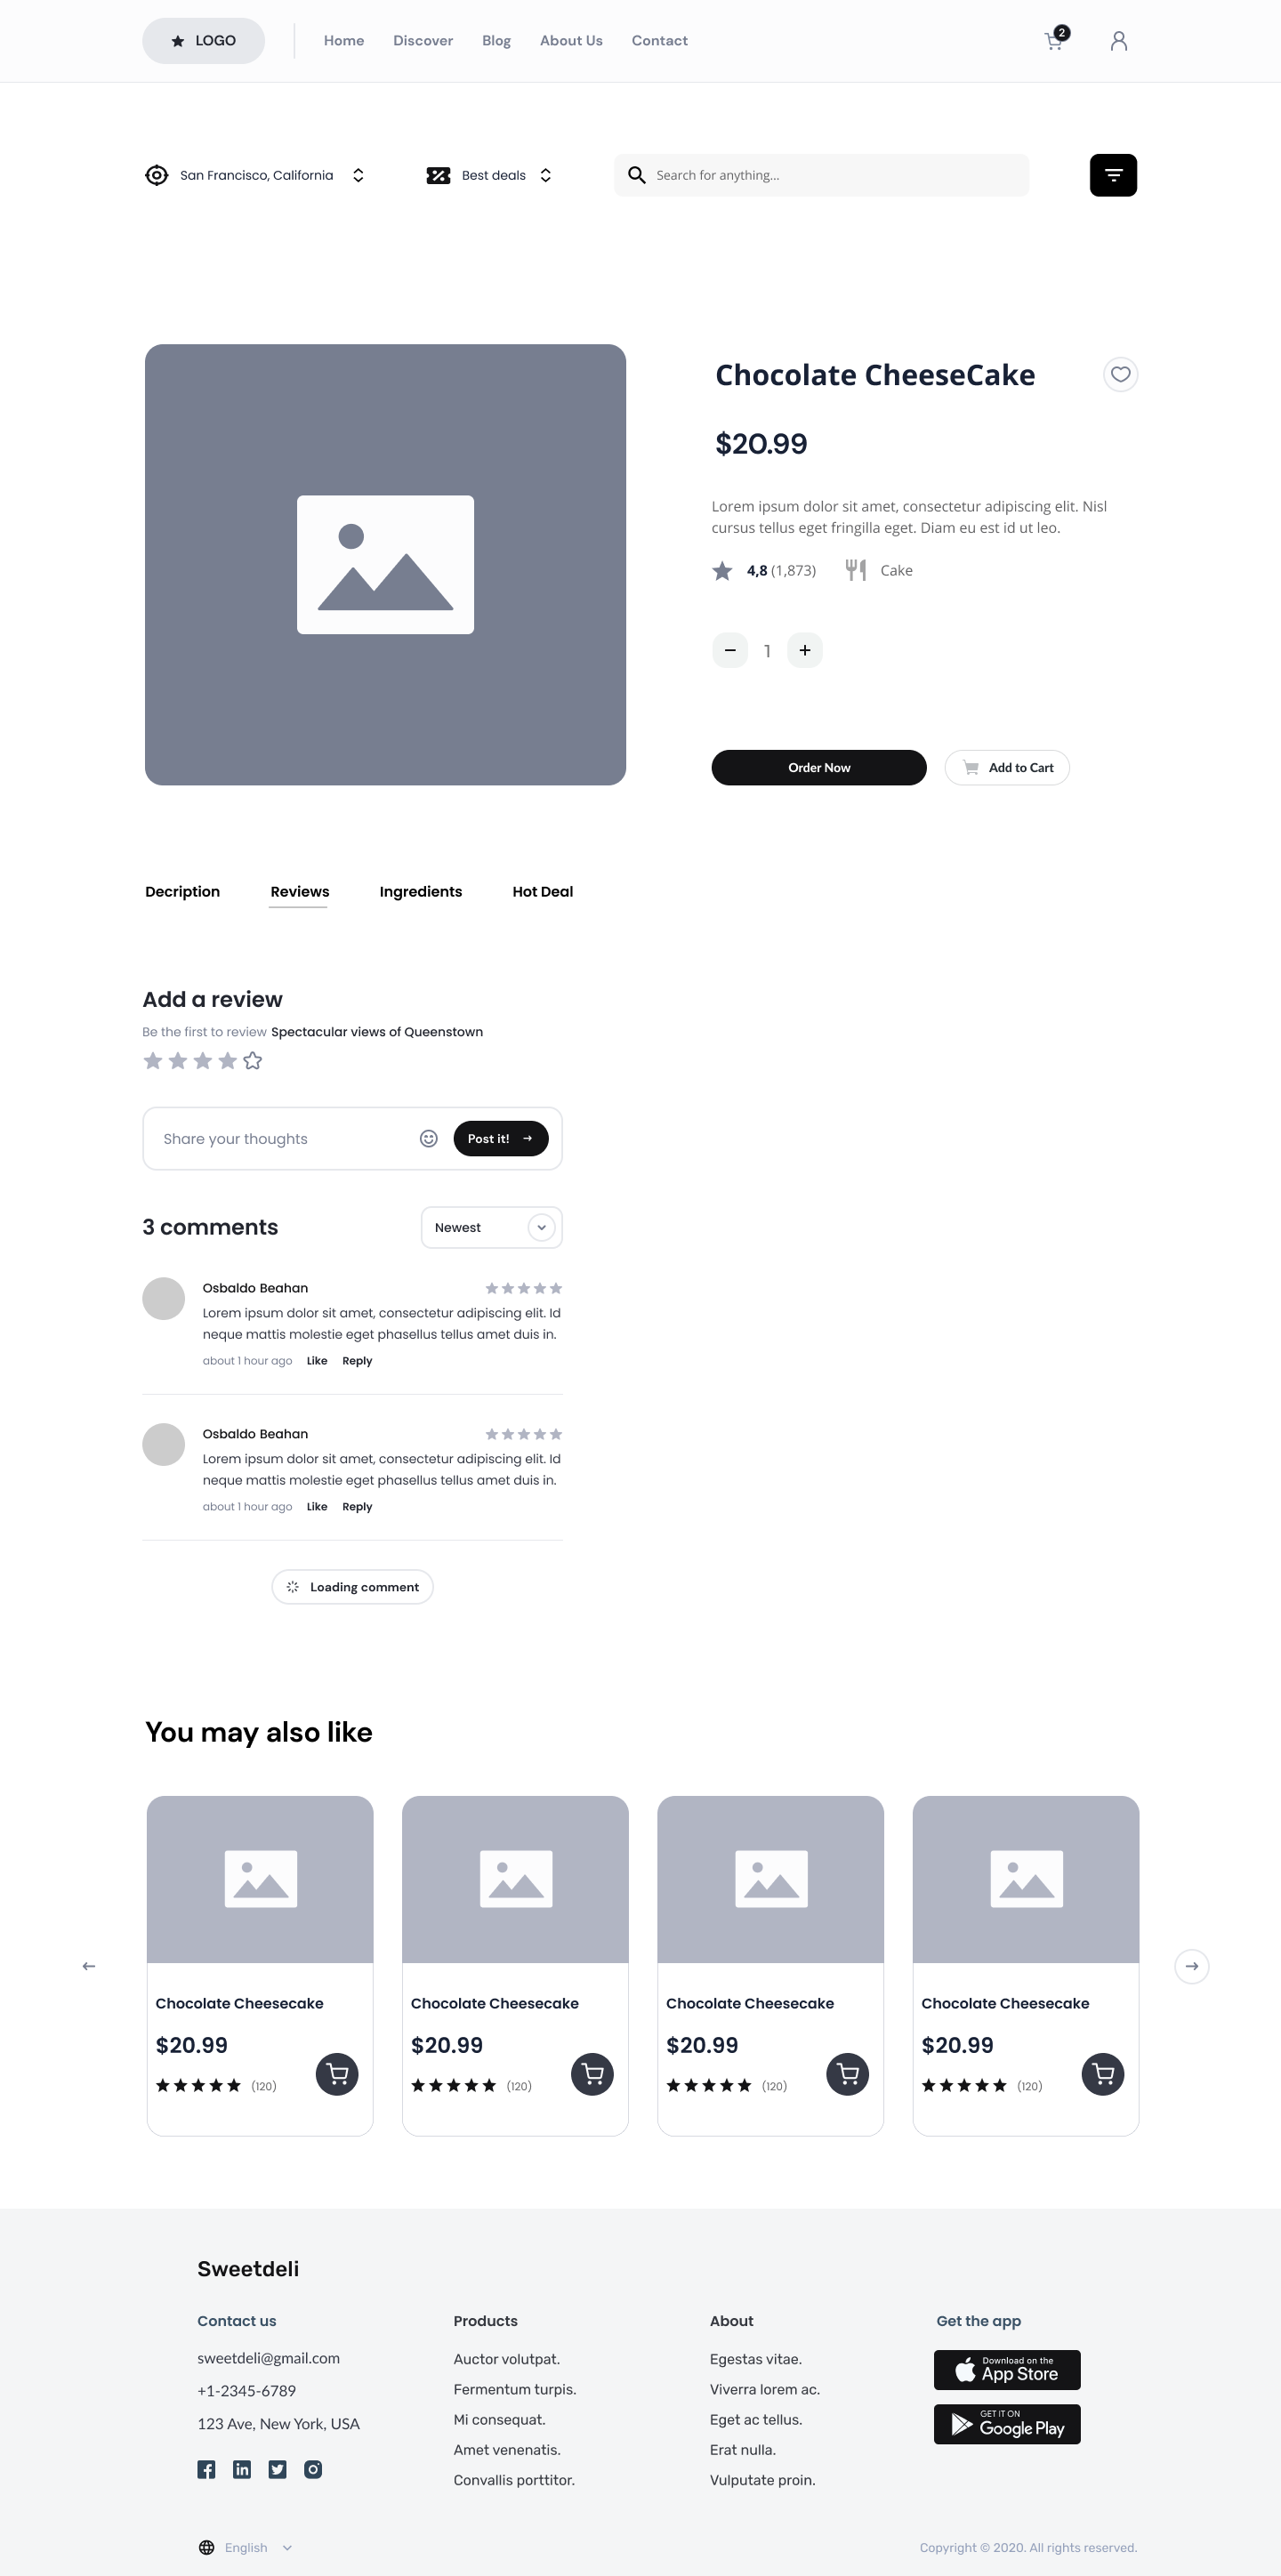 LOGO
Home
Discover
Blog
About Us
Contact
2
San Francisco, California
Best deals
Search for anything...
Chocolate CheeseCake
$20.99
Lorem ipsum dolor sit amet, consectetur adipiscing elit. Nisl
cursus tellus eget fringilla eget. Diam eu est id ut leo.
4,8 (1,873)
Cake
1
Order Now
Add to Cart
Decription
Reviews
Ingredients
Hot Deal
Add a review
Be the first to review Spectacular views of Queenstown
Share your thoughts
Post it!
3 comments
Newest
Osbaldo Beahan
Lorem ipsum dolor sit amet, consectetur adipiscing elit. Id
neque mattis molestie eget phasellus tellus amet duis in.
about 1 hour ago
Like
Reply
Osbaldo Beahan
Lorem ipsum dolor sit amet, consectetur adipiscing elit. Id
neque mattis molestie eget phasellus tellus amet duis in.
about 1 hour ago
Like
Reply
Loading comment
You may also like
Chocolate Cheesecake
$20.99
(120)
Chocolate Cheesecake
$20.99
(120)
Chocolate Cheesecake
$20.99
(120)
Chocolate Cheesecake
$20.99
(120)
Sweetdeli
Contact us
sweetdeli@gmail.com
+1-2345-6789
123 Ave, New York, USA
Products
Auctor volutpat.
Fermentum turpis.
Mi consequat.
Amet venenatis.
Convallis porttitor.
About
Egestas vitae.
Viverra lorem ac.
Eget ac tellus.
Erat nulla.
Vulputate proin.
Get the app
Download on the
App Store
GET IT ON
Google Play
English
Copyright © 2020. All rights reserved.